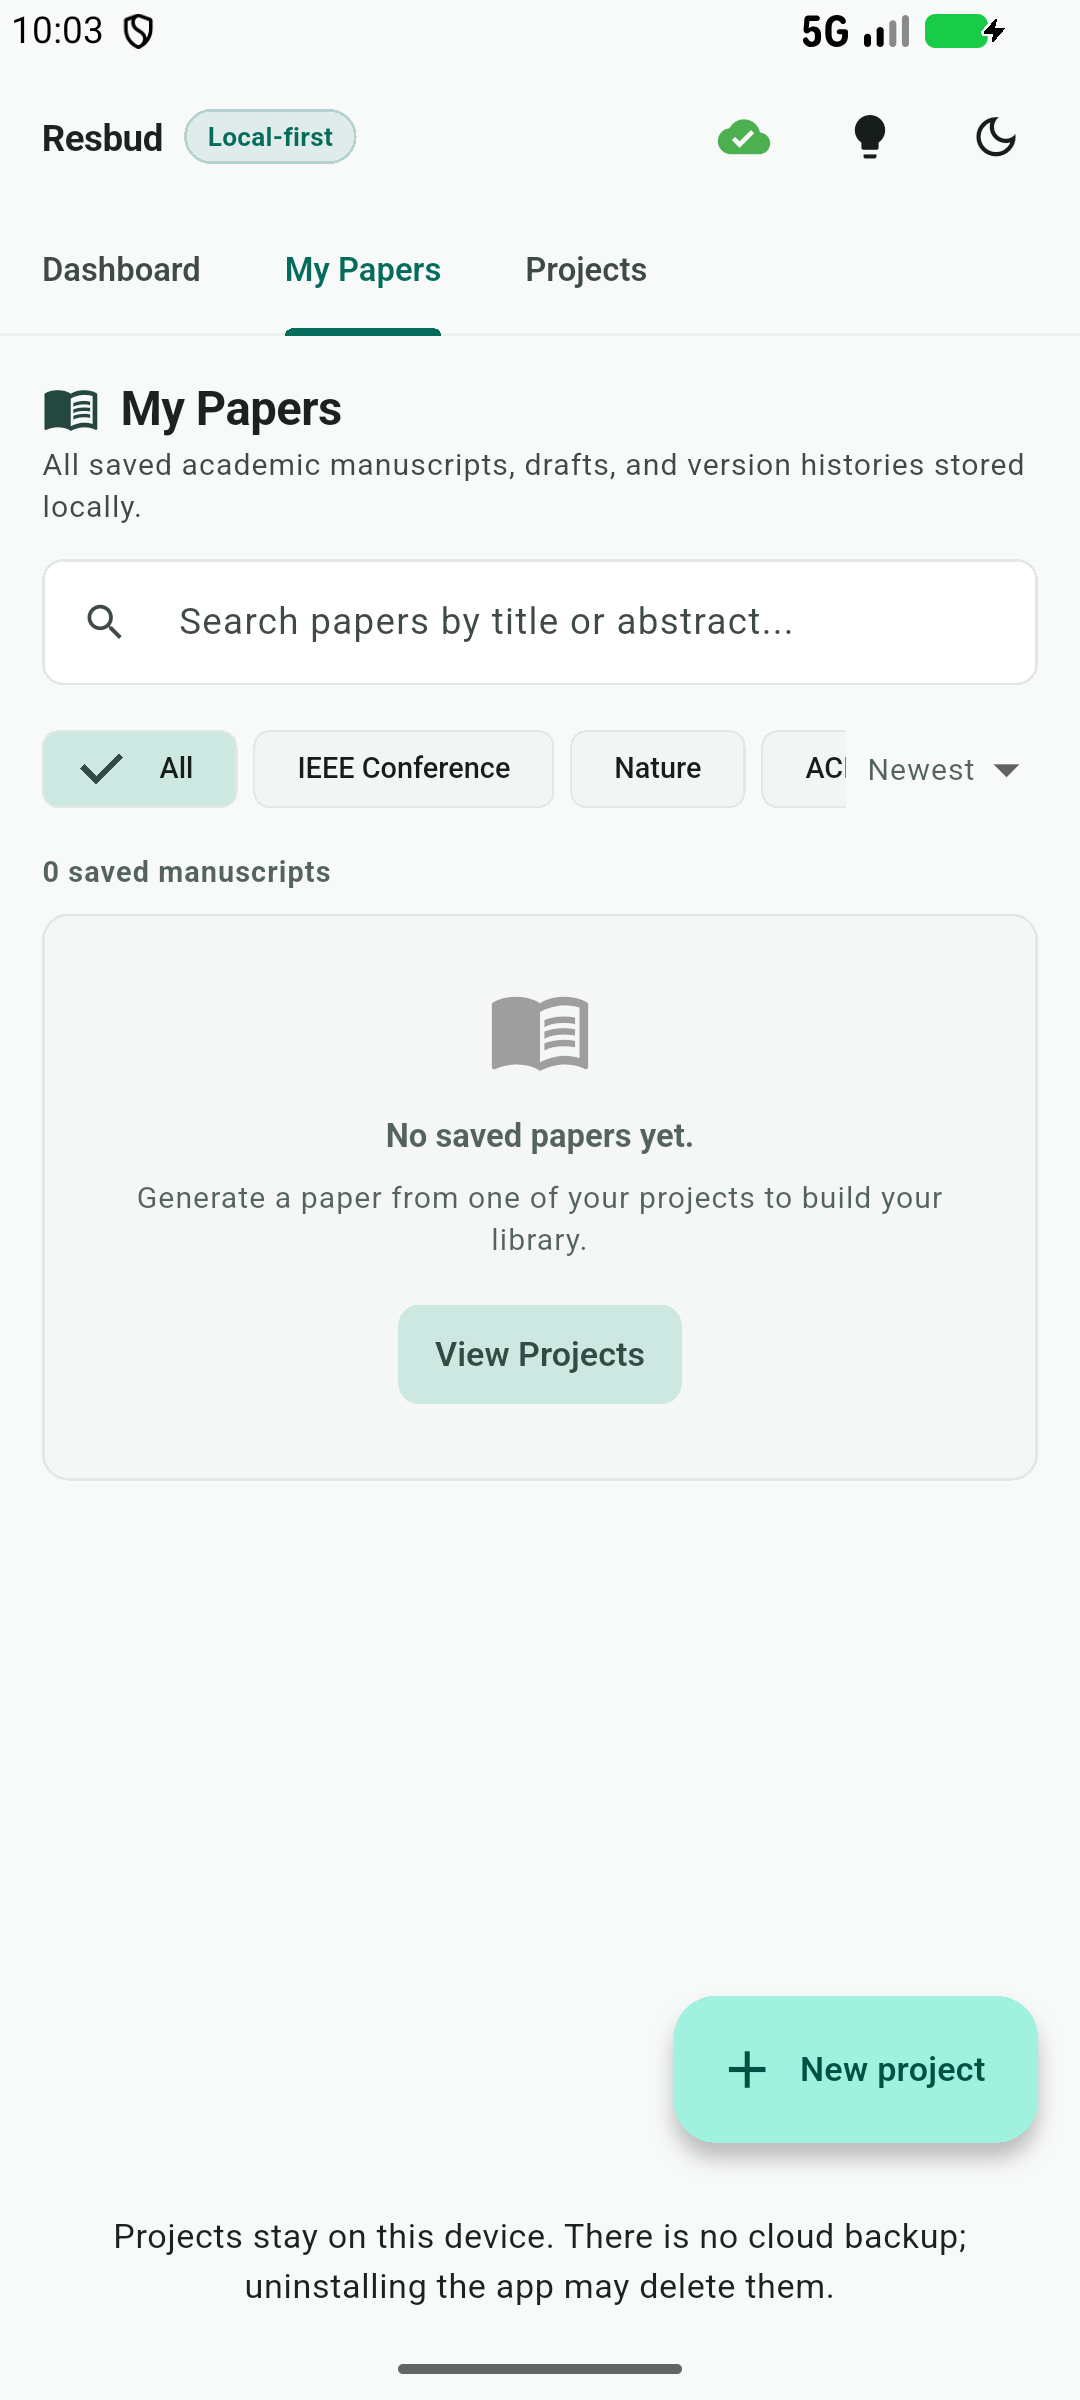 10:03
5G
Resbud
Local-first
Dashboard
My Papers
Projects
My Papers
All saved academic manuscripts, drafts, and version histories stored
locally.
Search papers by title or abstract...
All
IEEE Conference
Nature
Newest
0 saved manuscripts
No saved papers yet.
Generate a paper from one of your projects to build your
library.
View Projects
New project
Projects stay on this device. There is no cloud backup;
uninstalling the app may delete them.